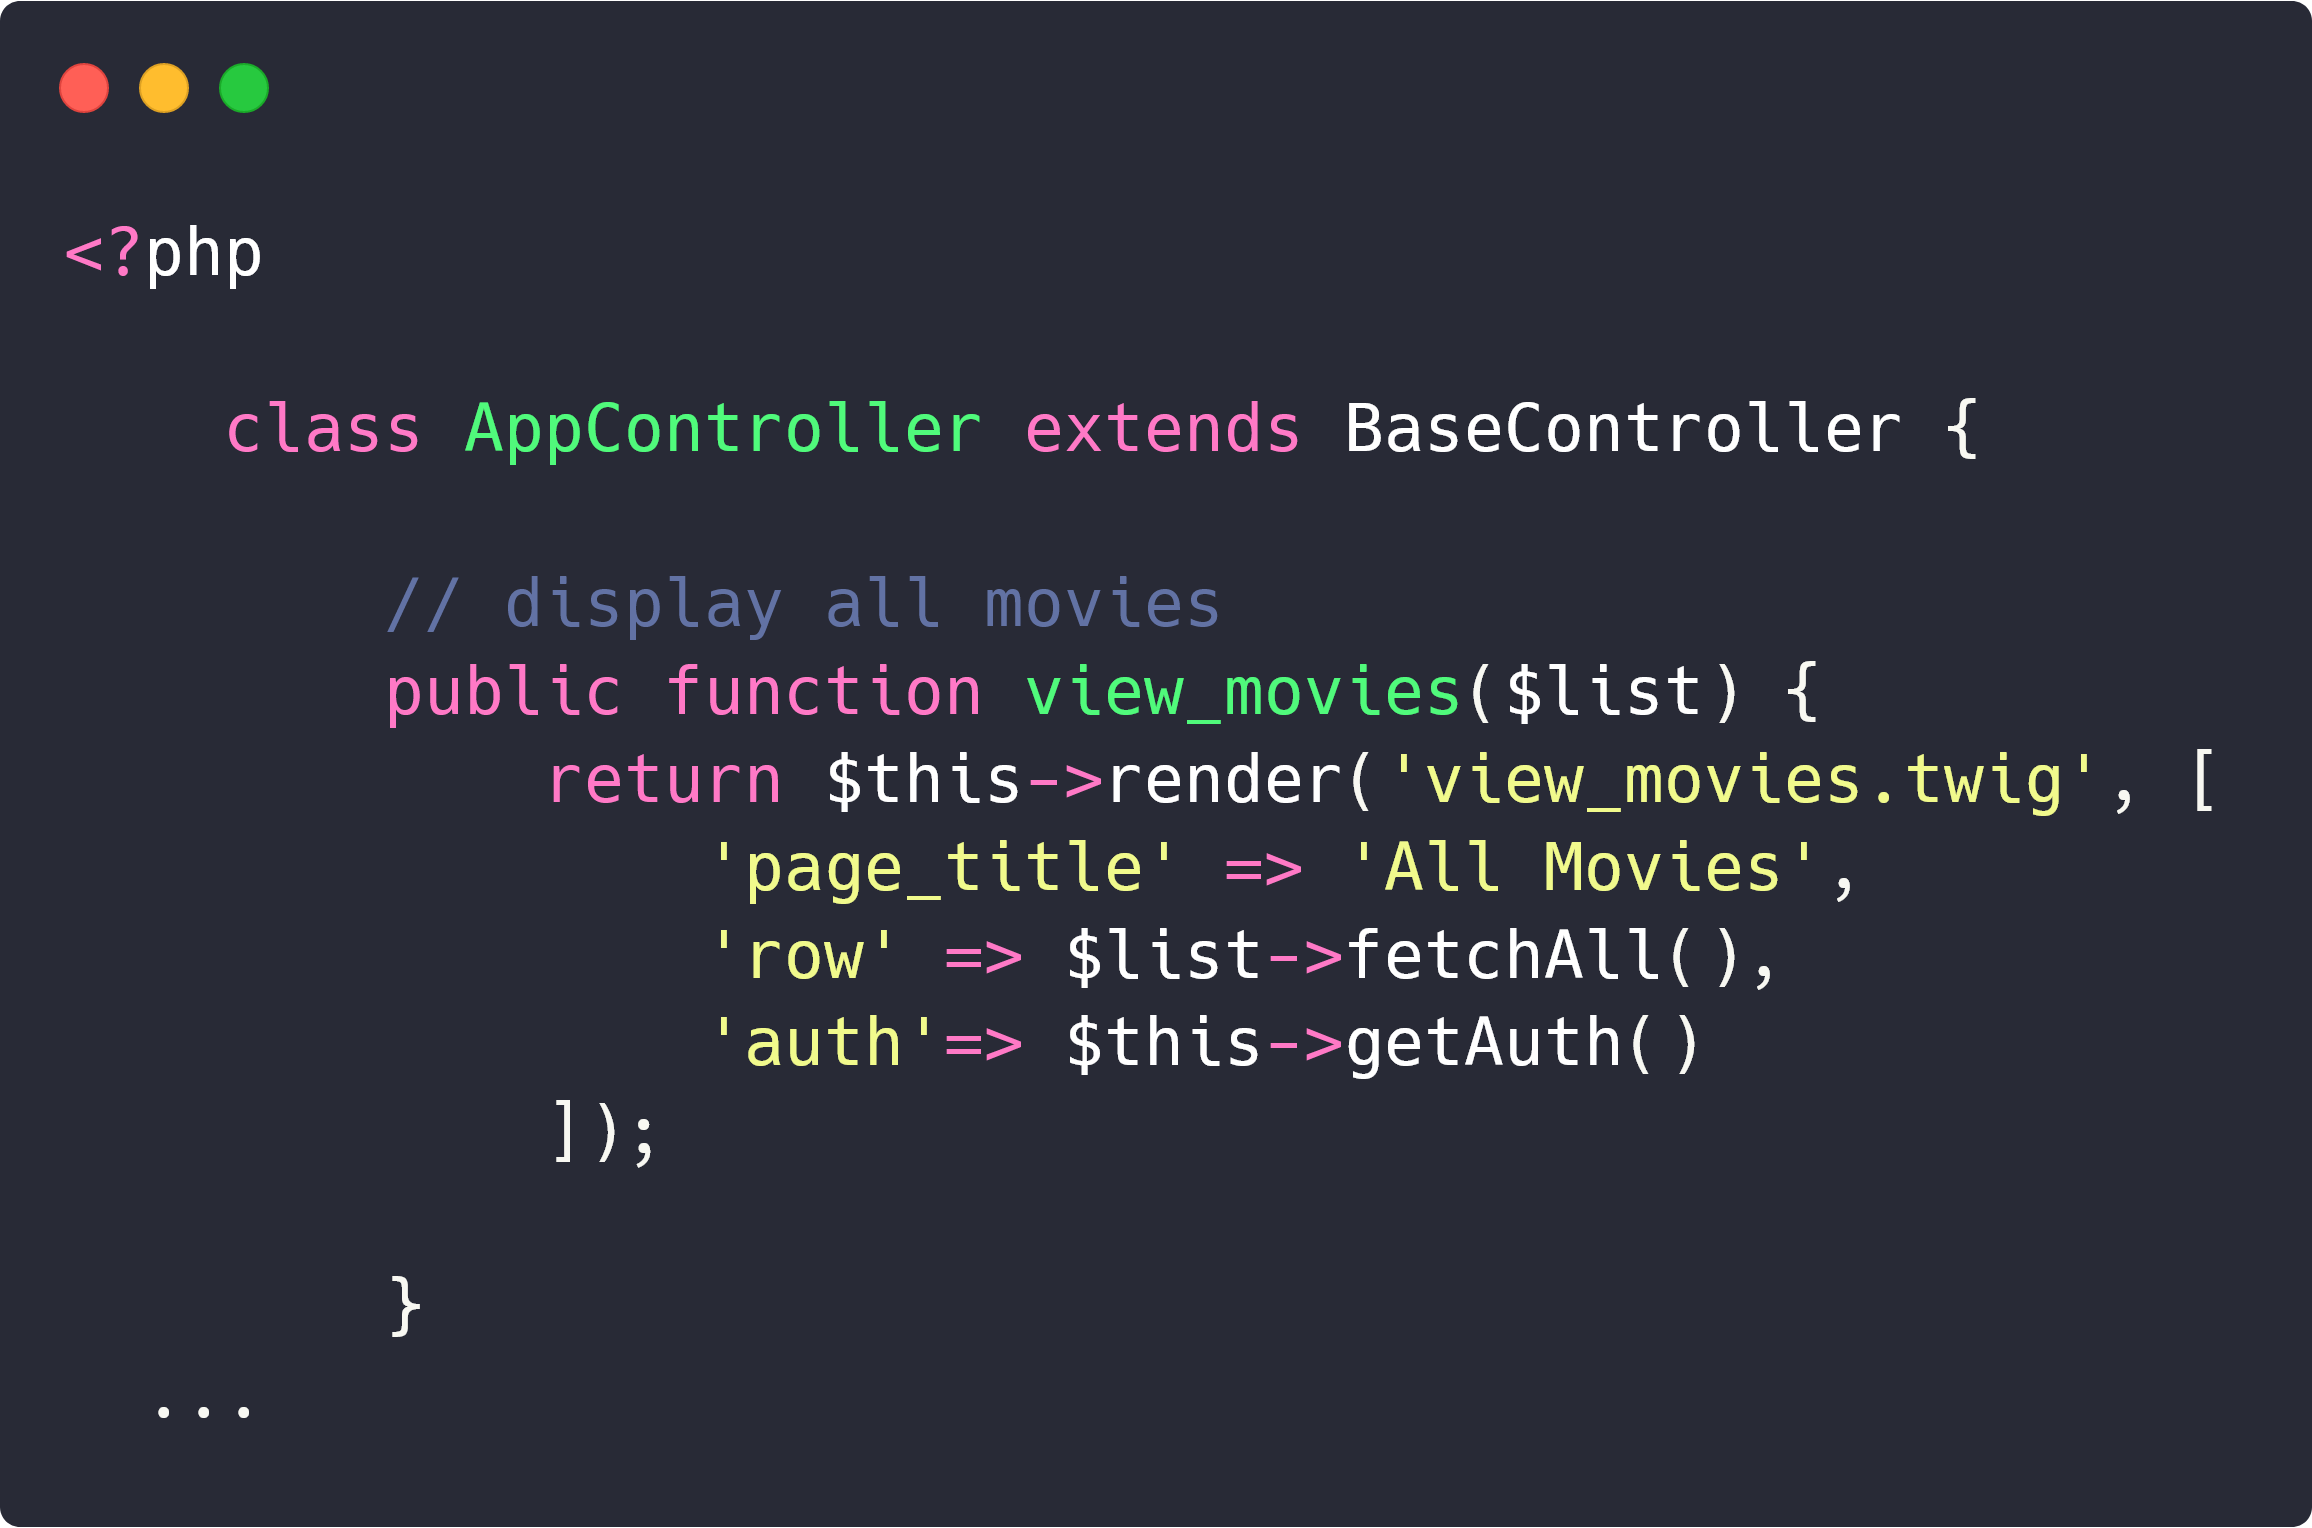 <?php
class AppController extends BaseController {
// display all movies
public function view_movies($list) {
return $this->render('view_movies.twig', [
'page_title' => 'All Movies',
'row' => $list->fetchAll(),
'auth'=> $this->getAuth()
]);
}
...